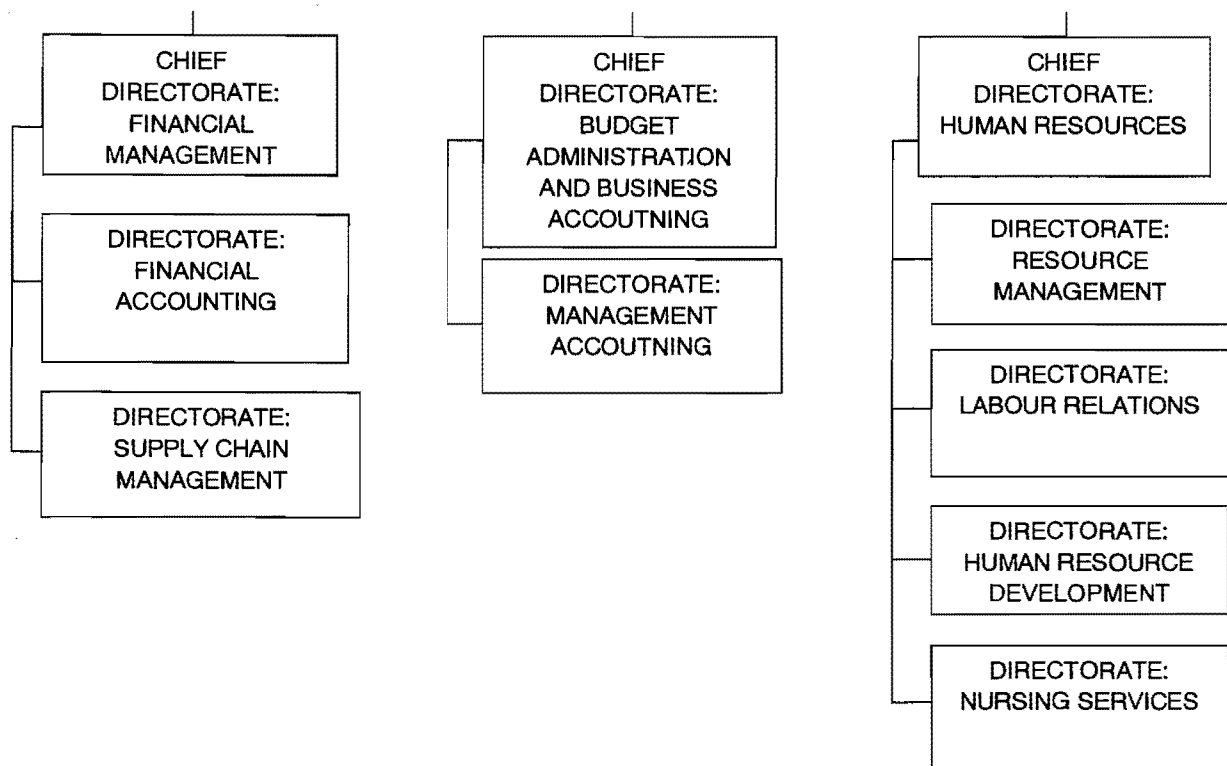 CHIEF
DIRECTORATE:
FINANCIAL
MANAGEMENT
DIRECTORATE:
FINANCIAL
ACCOUNTING
DIRECTORATE:
SUPPLY CHAIN
MANAGEMENT
CHIEF
DIRECTORATE:
BUDGET
ADMINISTRATION
AND BUSINESS
ACCOUTNING
DIRECTORATE:
MANAGEMENT
ACCOUTNING
CHIEF
DIRECTORATE:
HUMAN RESOURCES
DIRECTORATE:
RESOURCE
MANAGEMENT
DIRECTORATE:
LABOUR RELATIONS
DIRECTORATE:
HUMAN RESOURCE
DEVELOPMENT
DIRECTORATE:
NURSING SERVICES